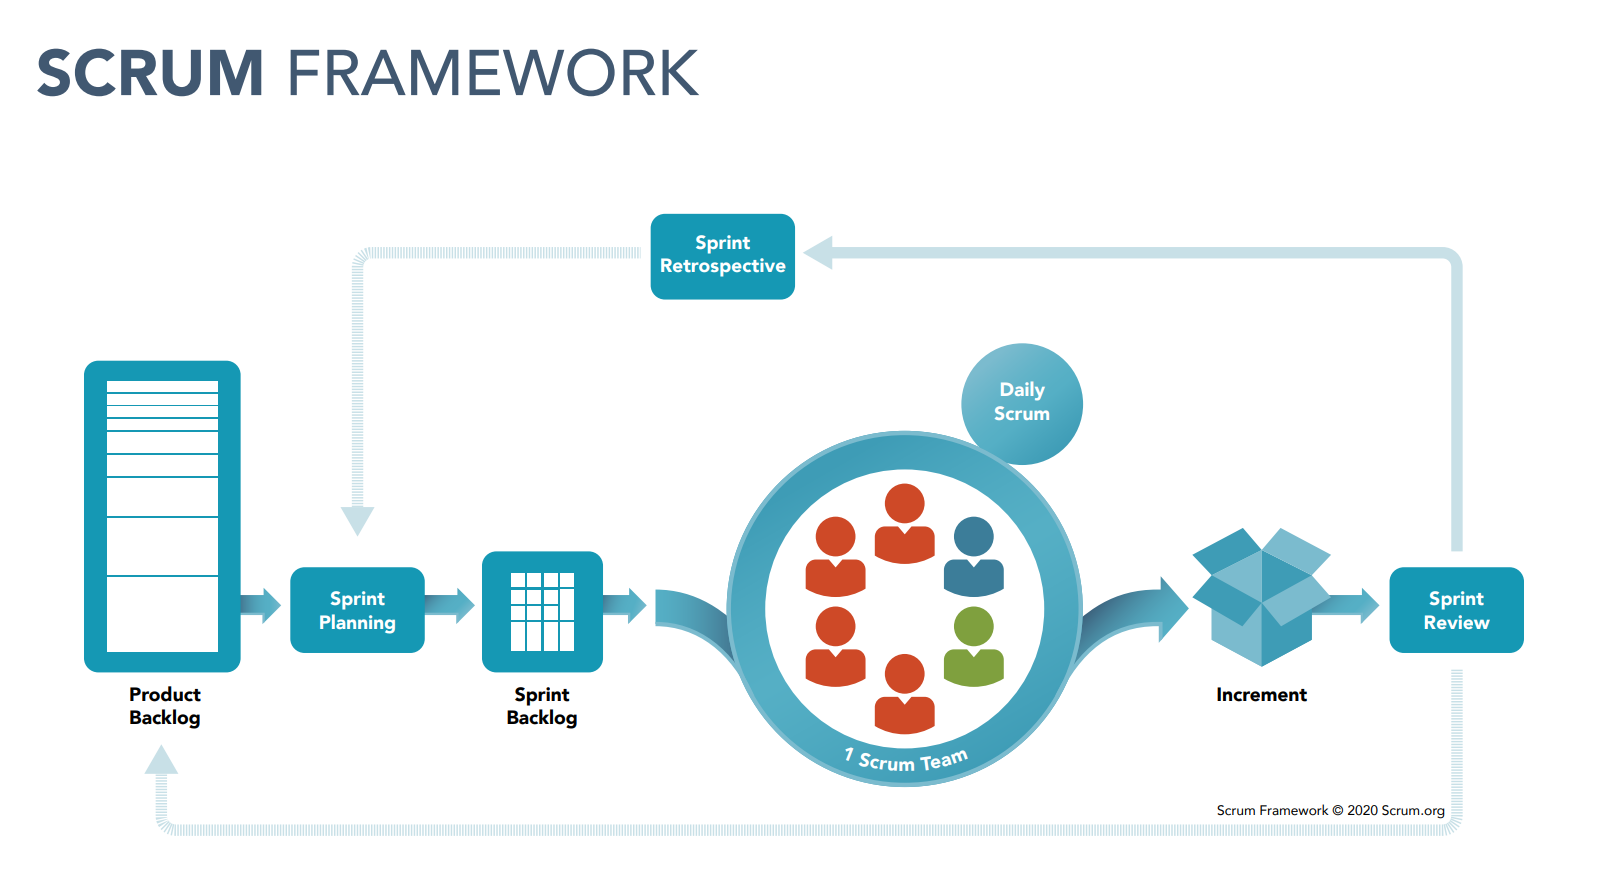 SCRUM FRAMEWORK
Sprint
Retrospective
Daily
Scrum
Sprint
Planning
Sprint
Review
Product
Backlog
Sprint
Backlog
1 Scrum Team
Increment
Scrum Framework © 2020 Scrum.org